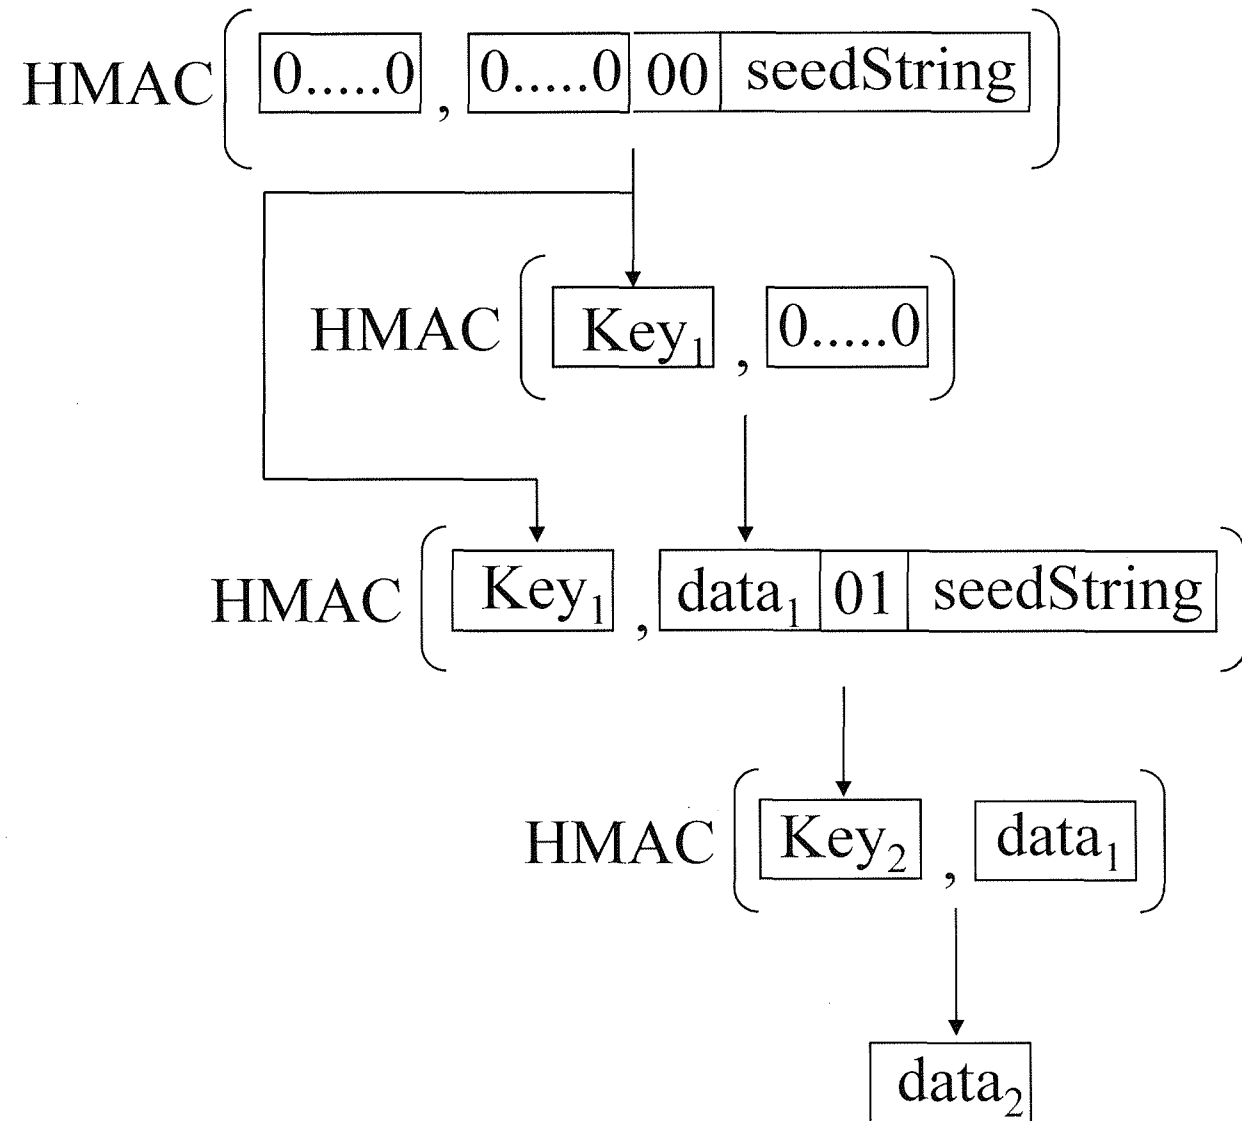 HMAC ( 0.....0 , 0.....0 00 seedString )
HMAC ( Key₁ , 0.....0 )
HMAC ( Key₁ , data₁ 01 seedString )
HMAC ( Key₂ , data₁ )
data₂